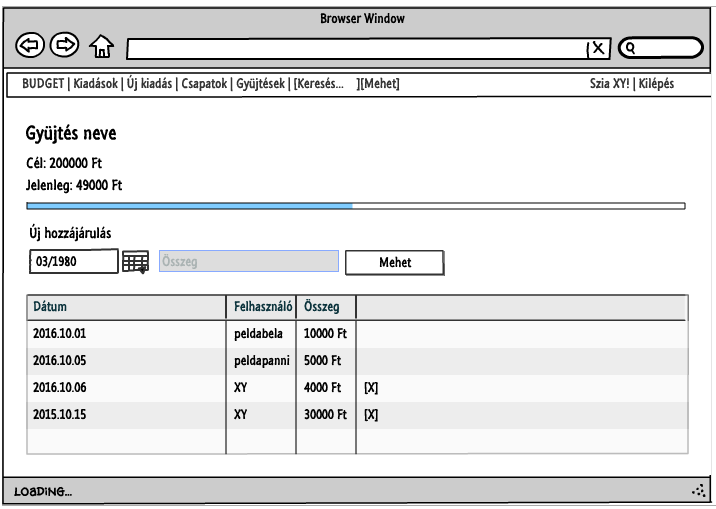 Browser Window
BUDGET | Kiadások | Új kiadás | Csapatok | Gyüjtések | [Keresés... ][Mehet] Szia XY! | Kilépés
Gyüjtés neve
Cél: 200000 Ft
Jelenleg: 49000 Ft
Új hozzájárulás
03/1980 Összeg Mehet
Dátum Felhasználó Összeg
2016.10.01 peldabela 10000 Ft
2016.10.05 peldapanni 5000 Ft
2016.10.06 XY 4000 Ft [X]
2015.10.15 XY 30000 Ft [X]
LOADING...